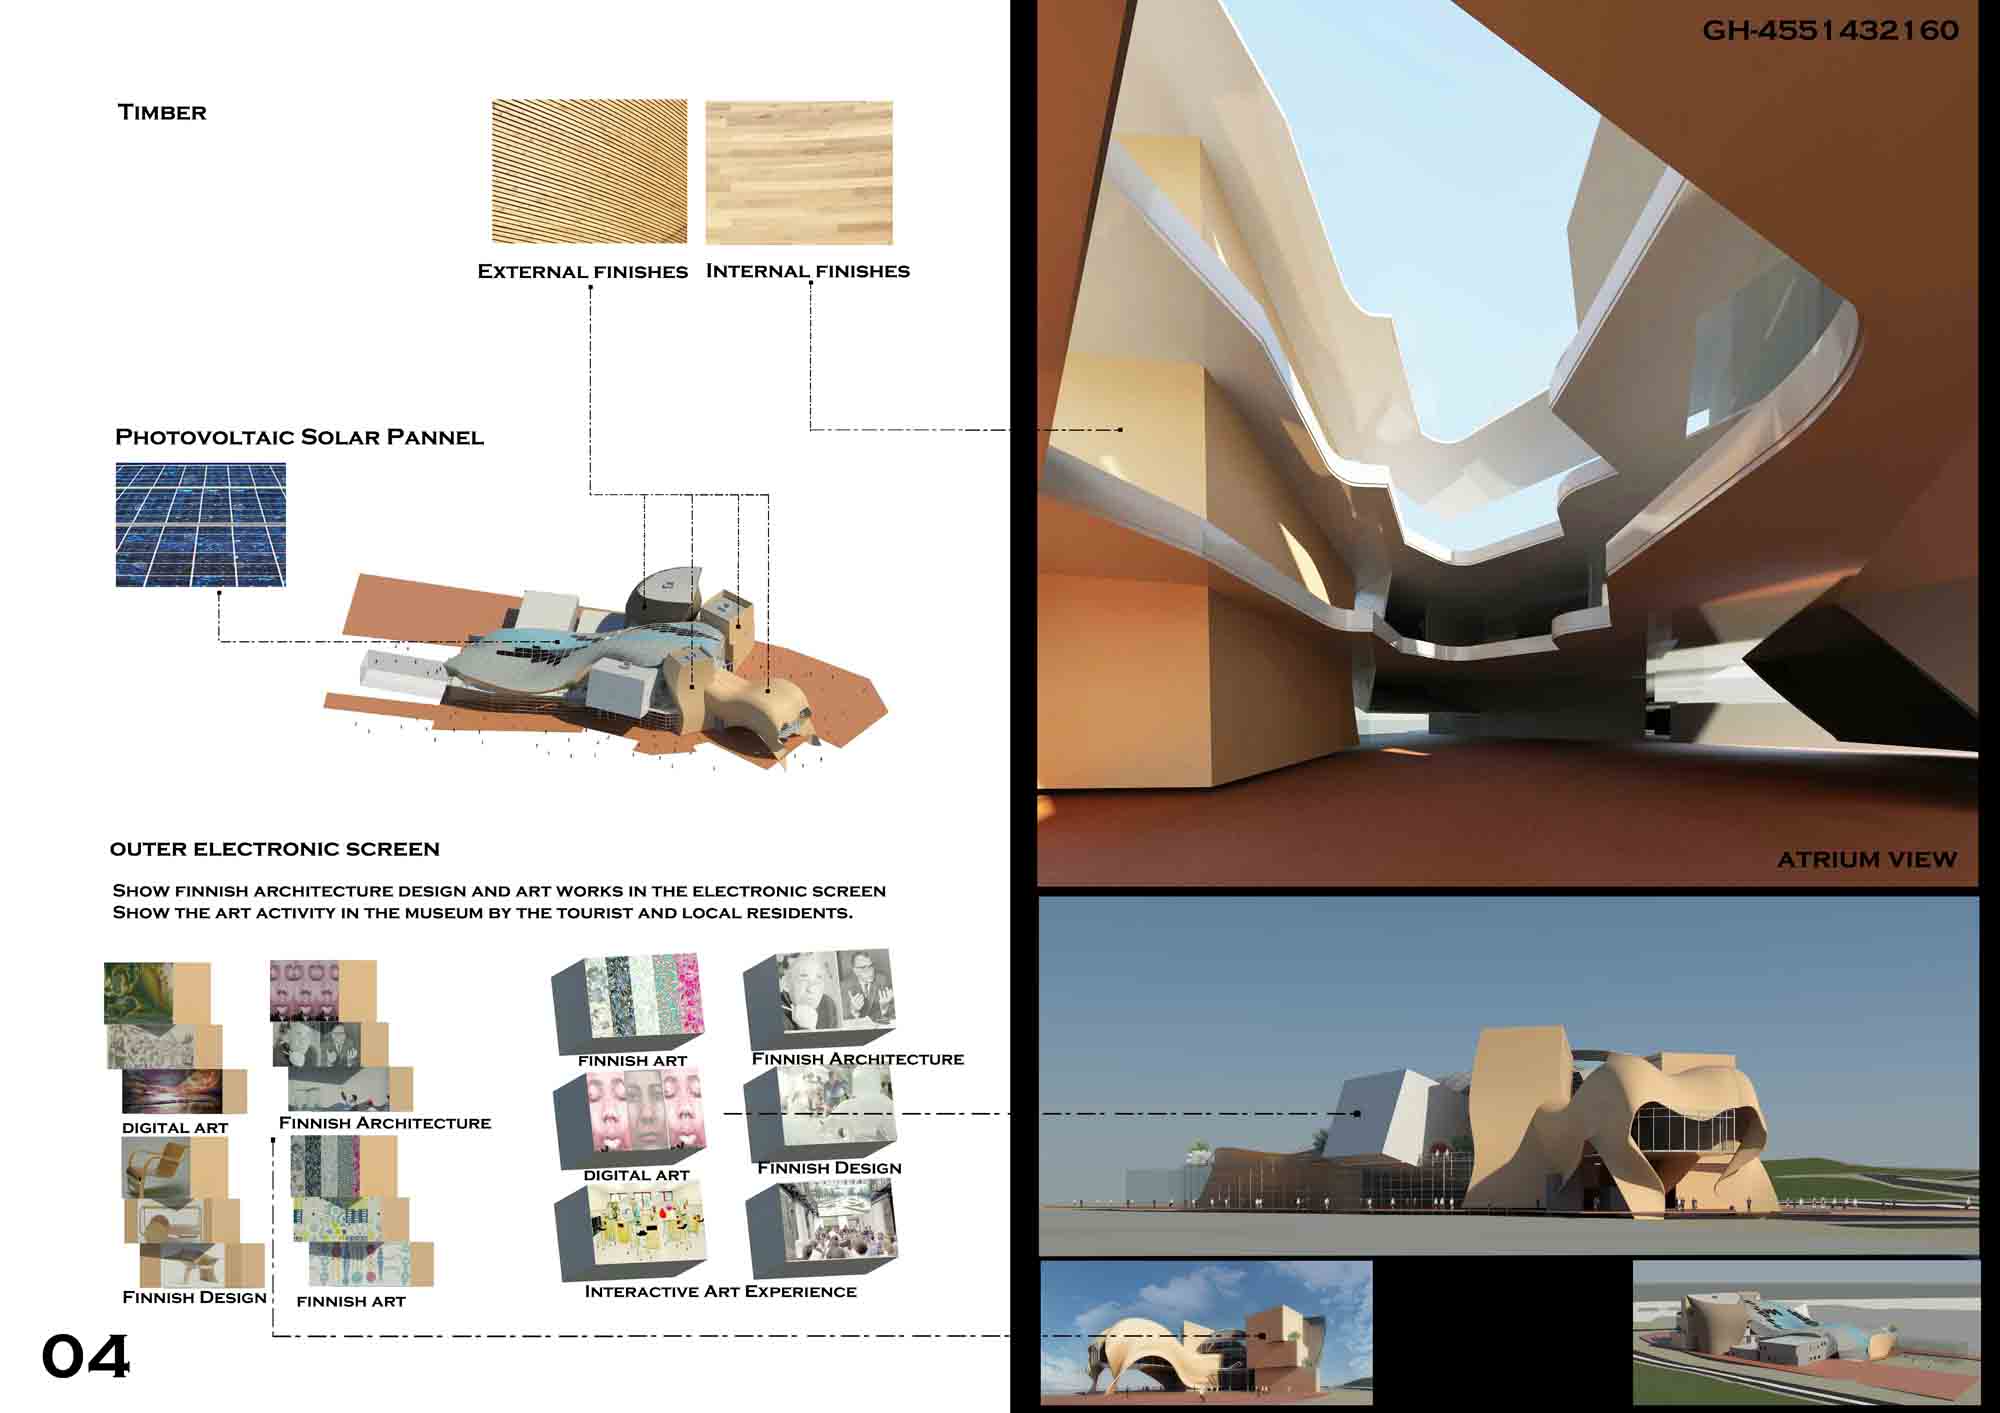 GH-4551432160
TIMBER
EXTERNAL FINISHES
INTERNAL FINISHES
PHOTOVOLTAIC SOLAR PANNEL
ATRIUM VIEW
OUTER ELECTRONIC SCREEN
SHOW FINNISH ARCHITECTURE DESIGN AND ART WORKS IN THE ELECTRONIC SCREEN
SHOW THE ART ACTIVITY IN THE MUSEUM BY THE TOURIST AND LOCAL RESIDENTS.
DIGITAL ART
FINNISH ARCHITECTURE
FINNISH ART
FINNISH ARCHITECTURE
DIGITAL ART
FINNISH DESIGN
FINNISH DESIGN
FINNISH ART
INTERACTIVE ART EXPERIENCE
04